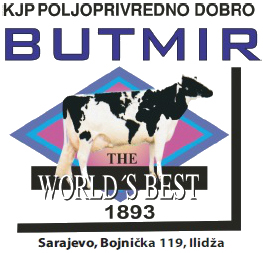 KJP POLJOPRIVREDNO DOBRO
BUTMIR
THE
WORLD´S BEST
1893
Sarajevo, Bojnička 119, Ilidža